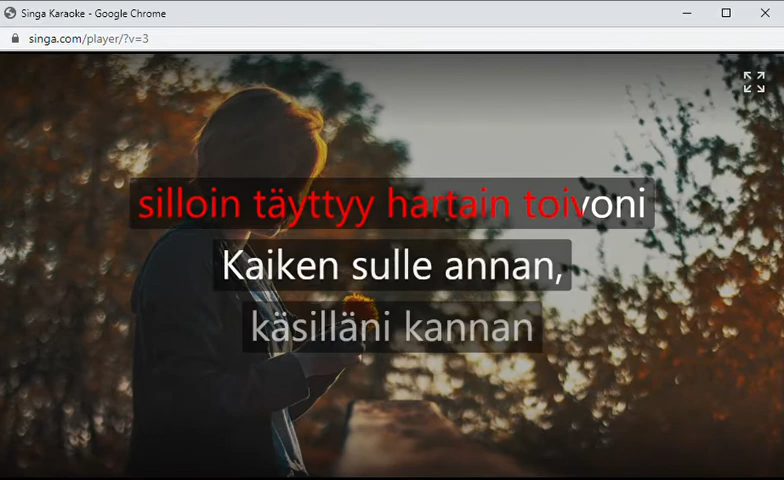 Singa Karaoke - Google Chrome
singa.com/player/?v=3
silloin täyttyy hartain toivoni
Kaiken sulle annan,
käsilläni kannan